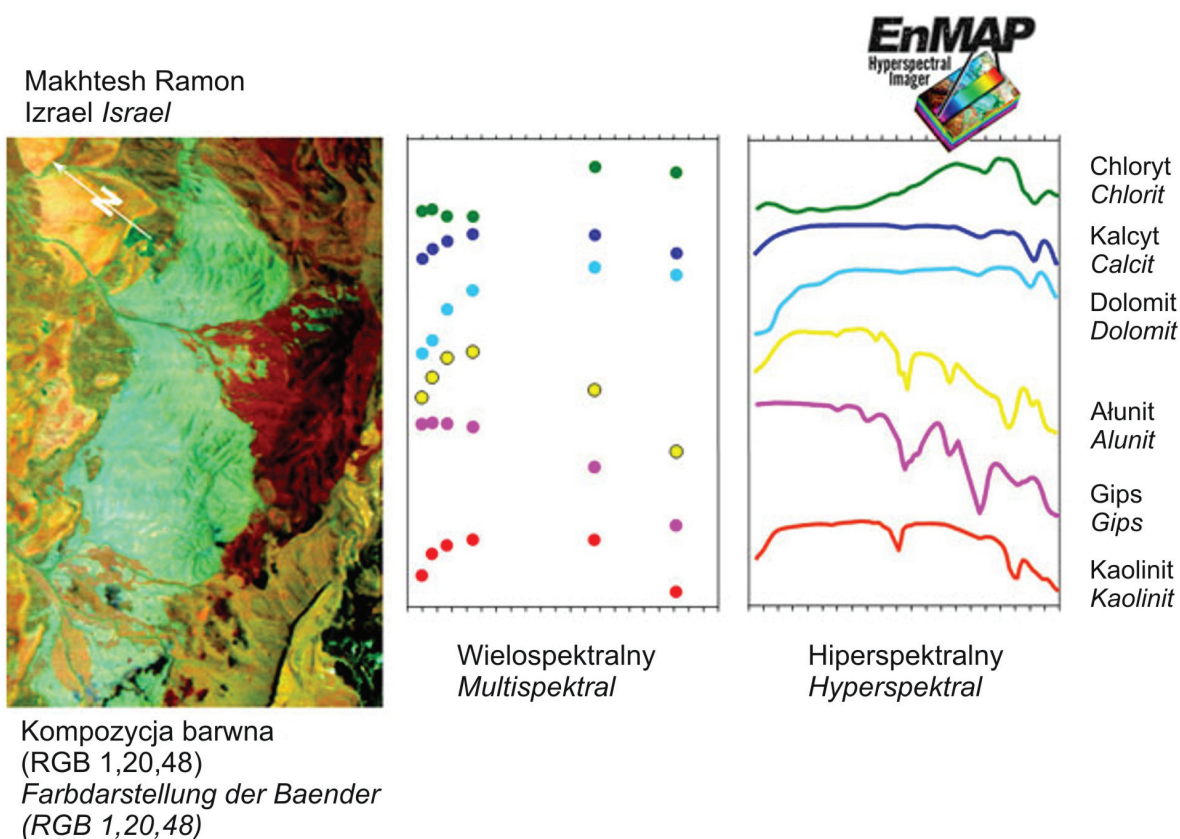 EnMAP
Hyperspectral
Imager
Makhtesh Ramon
Izrael Israel
N
Chloryt
Chlorit
Kalcyt
Calcit
Dolomit
Dolomit
Ałunit
Alunit
Gips
Gips
Kaolinit
Kaolinit
Wielospektralny
Multispektral
Hiperspektralny
Hyperspektral
Kompozycja barwna
(RGB 1,20,48)
Farbdarstellung der Baender
(RGB 1,20,48)